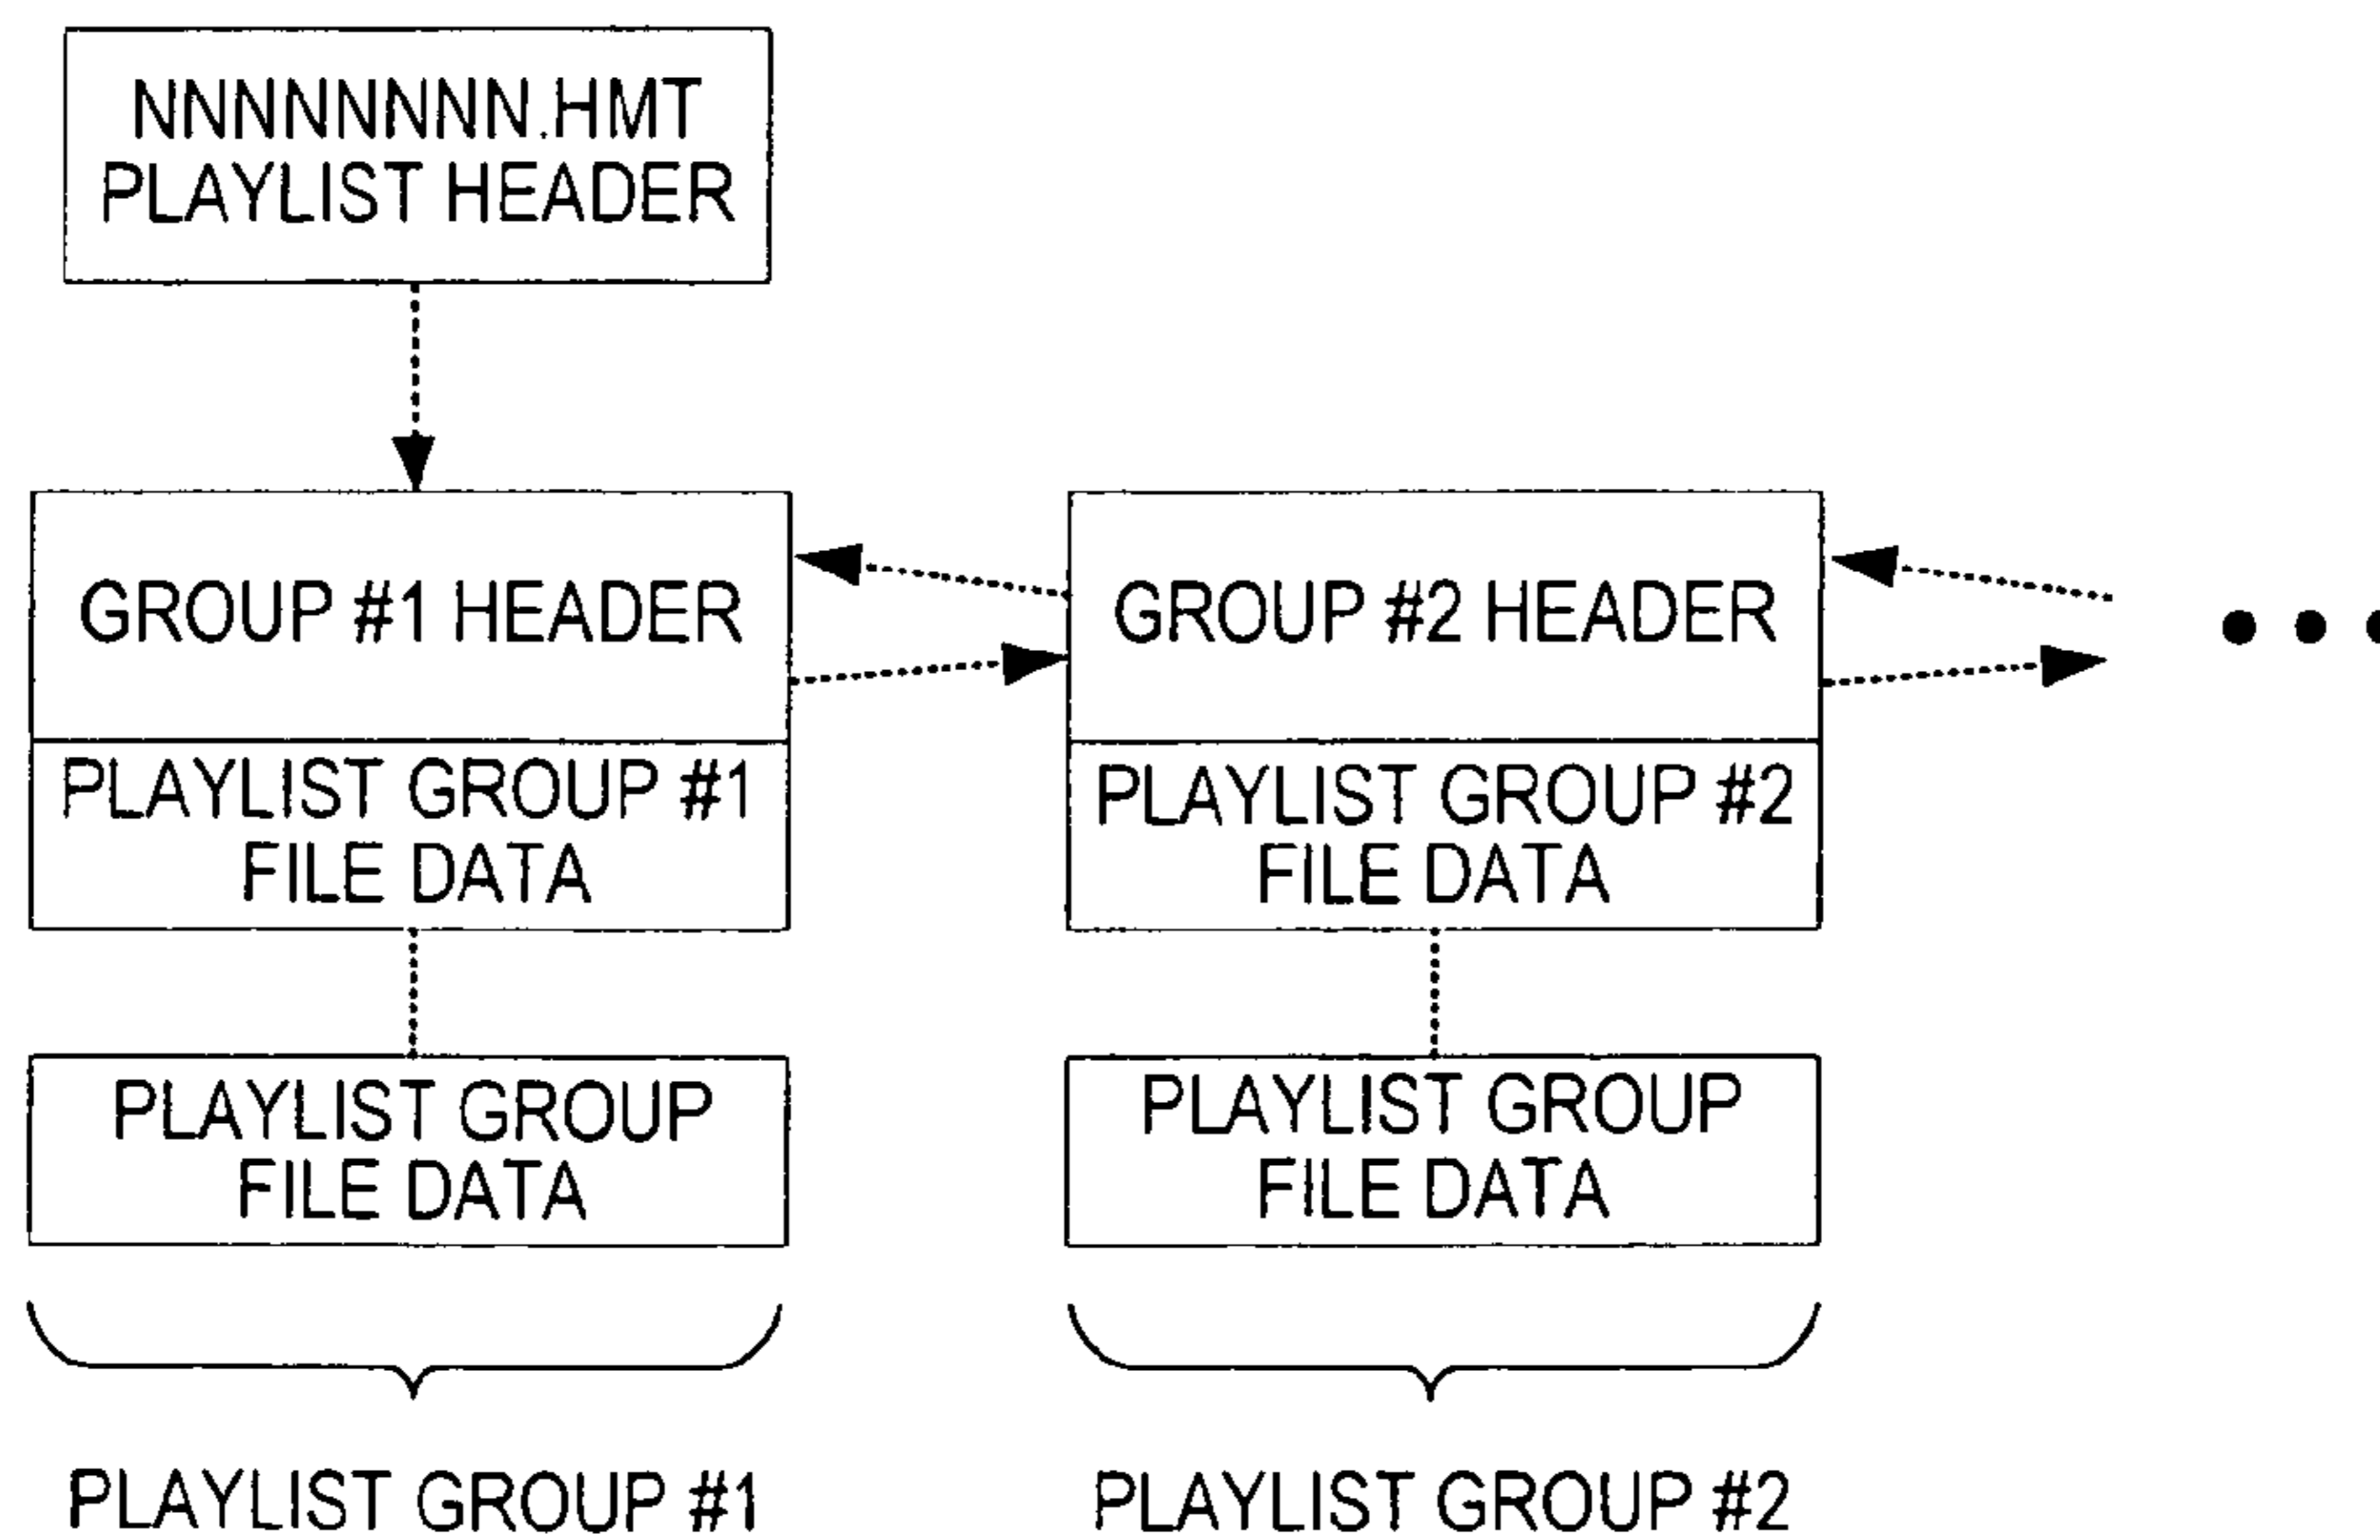 NNNNNNNN.HMT
PLAYLIST HEADER
GROUP #1 HEADER
GROUP #2 HEADER
PLAYLIST GROUP #1
FILE DATA
PLAYLIST GROUP #2
FILE DATA
PLAYLIST GROUP
FILE DATA
PLAYLIST GROUP
FILE DATA
PLAYLIST GROUP #1
PLAYLIST GROUP #2